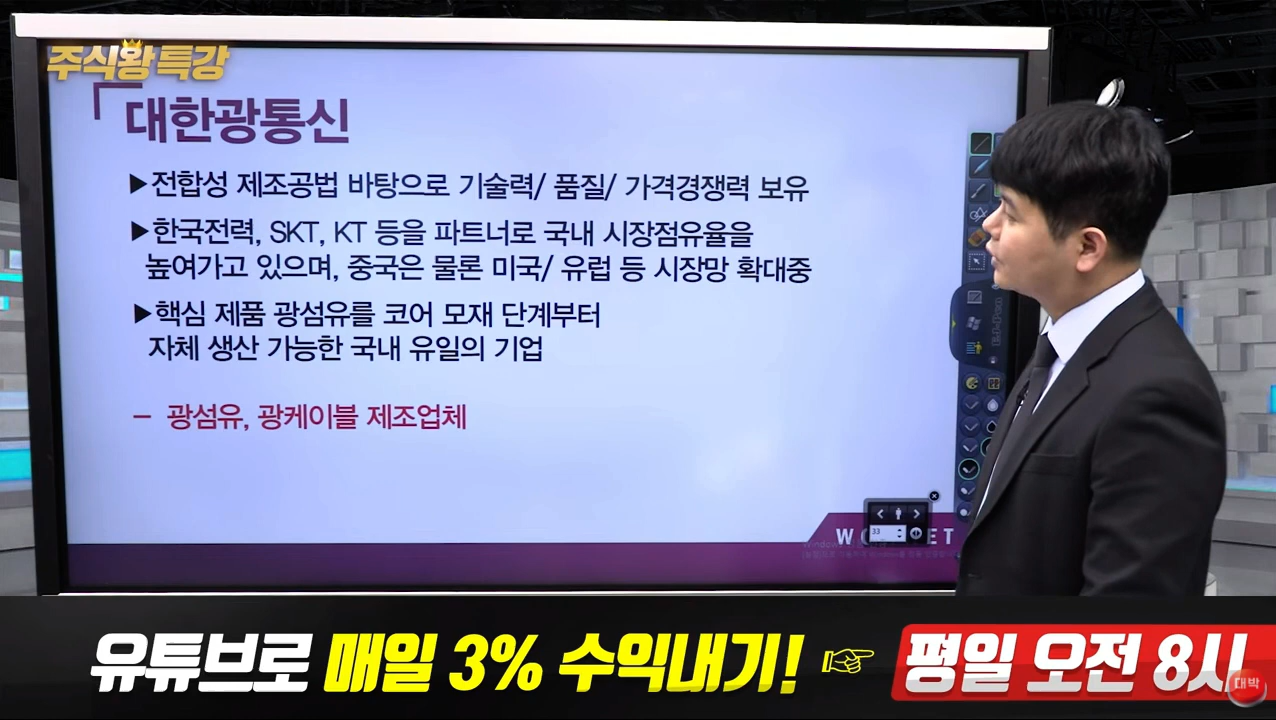 주식왕 특강
대한광통신
▶전합성 제조공법 바탕으로 기술력/ 품질/ 가격경쟁력 보유
▶한국전력, SKT, KT 등을 파트너로 국내 시장점유율을
높여가고 있으며, 중국은 물론 미국/ 유럽 등 시장망 확대중
▶핵심 제품 광섬유를 코어 모재 단계부터
자체 생산 가능한 국내 유일의 기업
- 광섬유, 광케이블 제조업체
33
유튜브로 매일 3% 수익내기! 👉 평일 오전 8시
대박